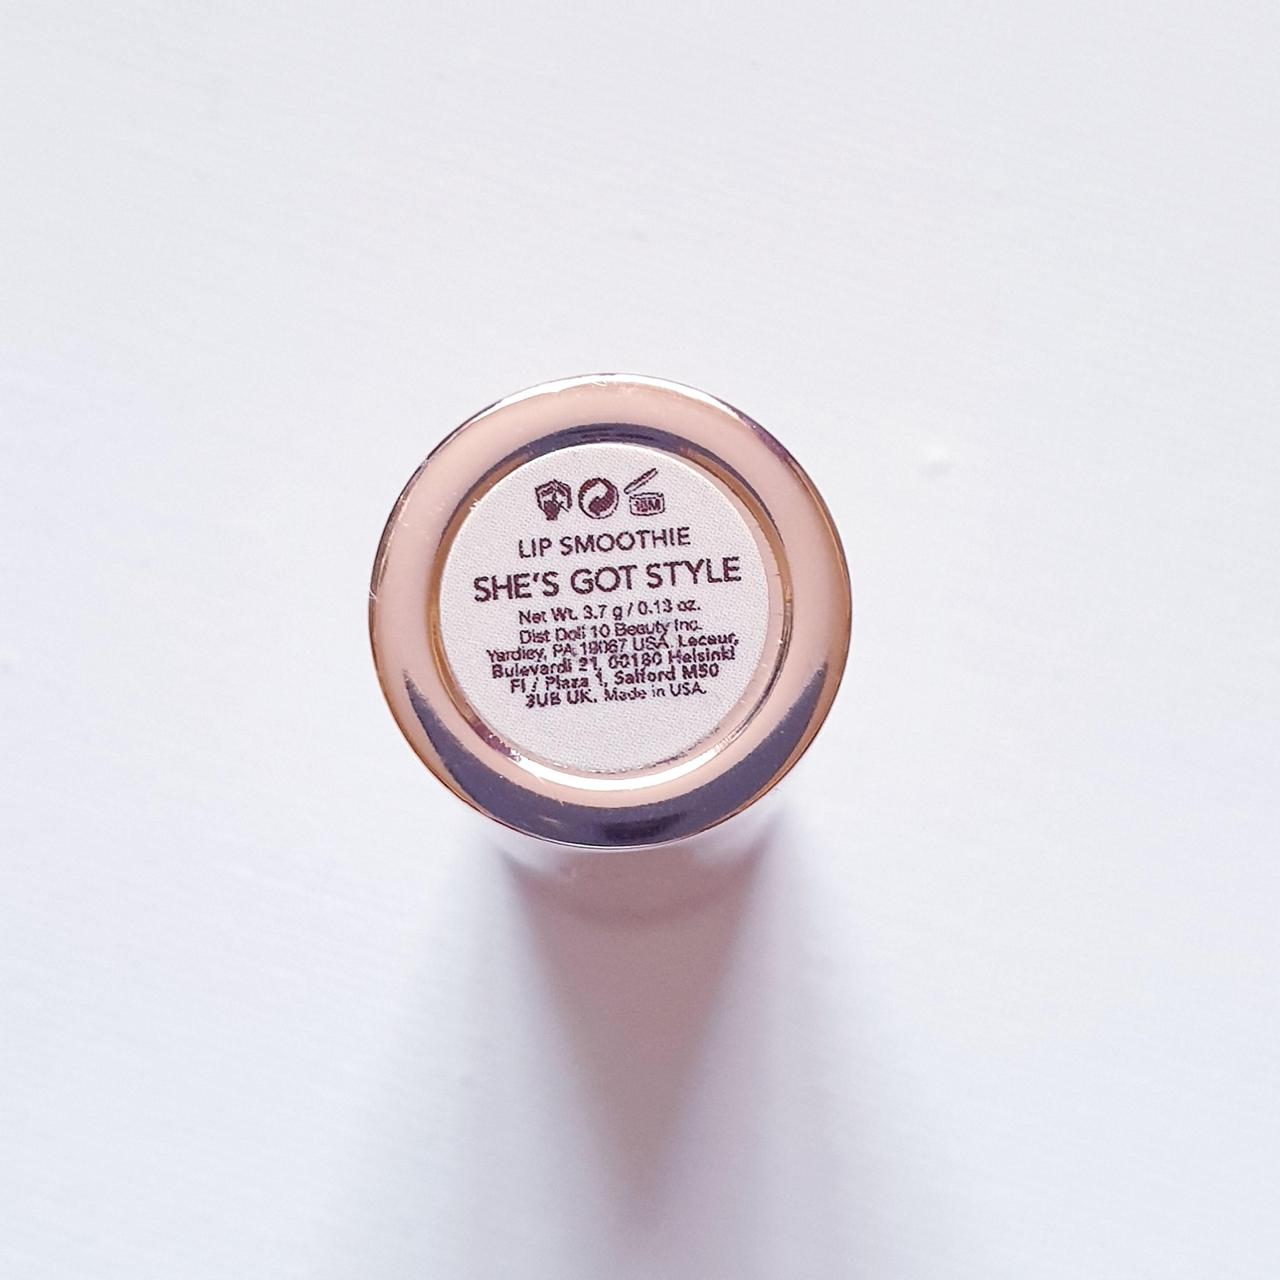 18M
LIP SMOOTHIE
SHE'S GOT STYLE
Net Wt. 3.7 g / 0.13 oz.
Dist Doll 10 Beauty Inc.
Yardley, PA 19067 USA,
Bulevardi 21, 00180 Helsinki
FI / Plaza 1, Salford M50
3UB UK. Made in USA.